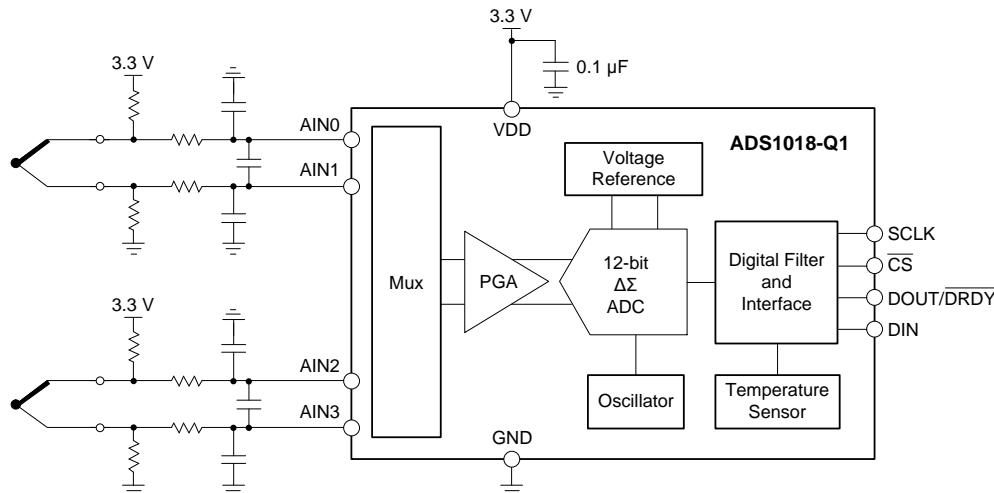 3.3 V
3.3 V
0.1 µF
VDD
ADS1018-Q1
AIN0
AIN1
Voltage
Reference
Mux
PGA
12-bit
ΔΣ
ADC
Digital Filter
and
Interface
SCLK
CS
DOUT/DRDY
DIN
3.3 V
AIN2
AIN3
Oscillator
Temperature
Sensor
GND